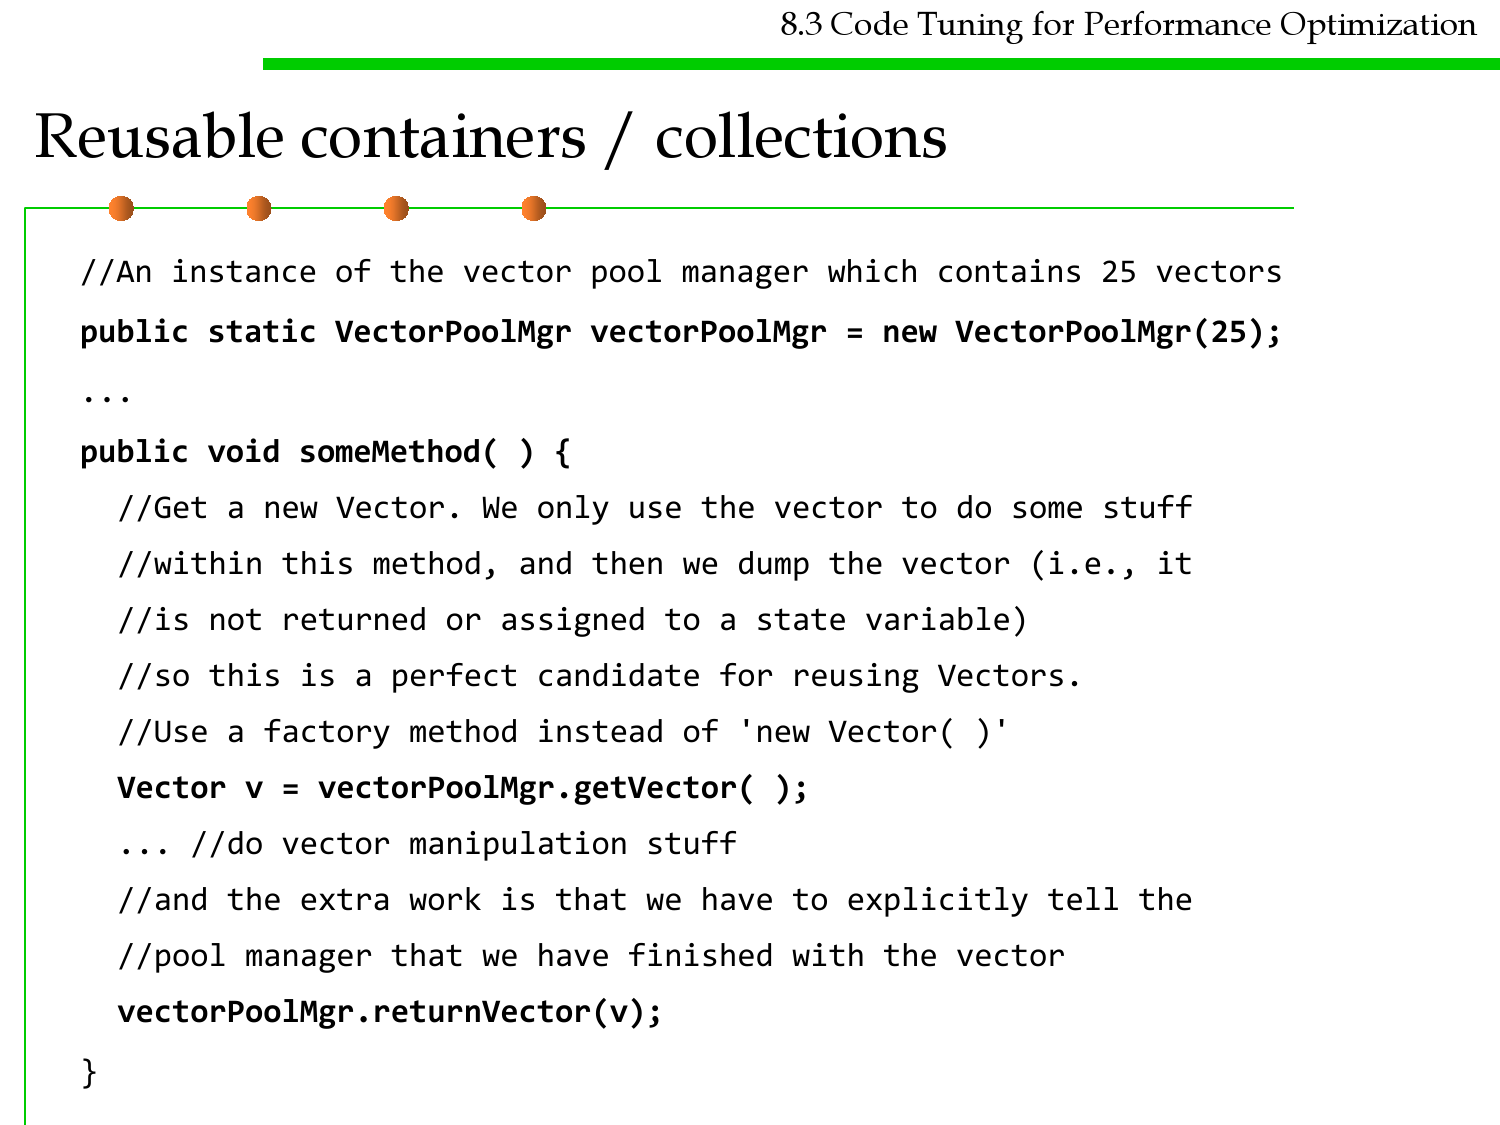 8.3 Code Tuning for Performance Optimization
Reusable containers / collections
//An instance of the vector pool manager which contains 25 vectors
public static VectorPoolMgr vectorPoolMgr = new VectorPoolMgr(25);
...
public void someMethod( ) {
//Get a new Vector. We only use the vector to do some stuff
//within this method, and then we dump the vector (i.e., it
//is not returned or assigned to a state variable)
//so this is a perfect candidate for reusing Vectors.
//Use a factory method instead of 'new Vector( )'
Vector v = vectorPoolMgr.getVector( );
... //do vector manipulation stuff
//and the extra work is that we have to explicitly tell the
//pool manager that we have finished with the vector
vectorPoolMgr.returnVector(v);
}